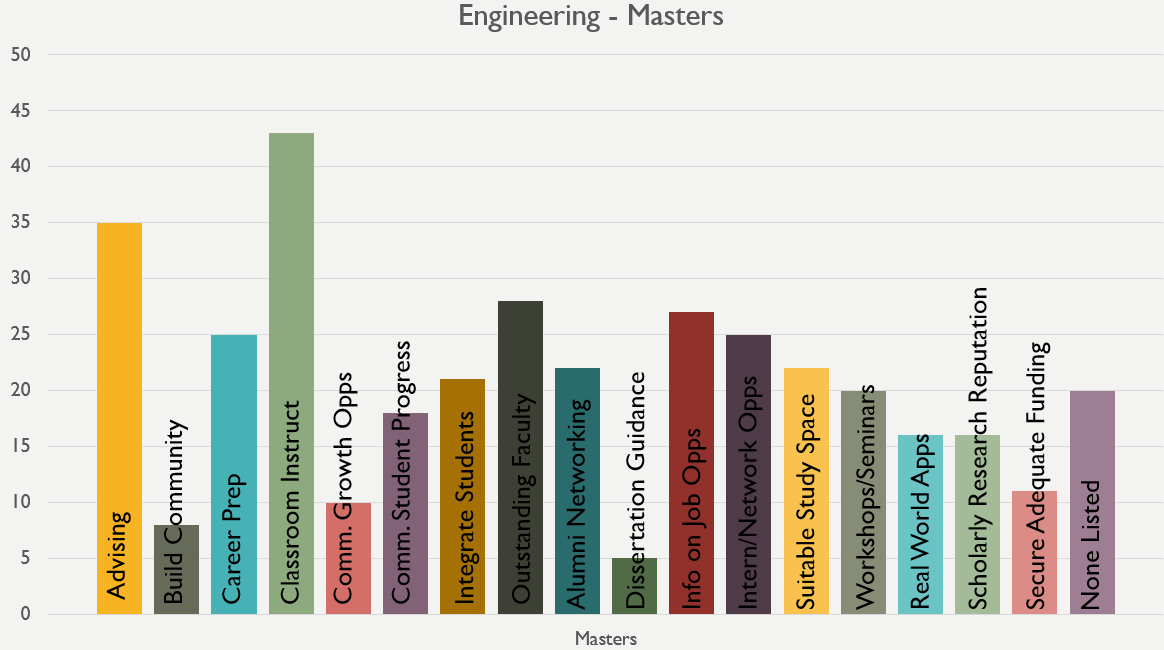 Engineering - Masters
50
45
40
35
30
25
20
15
10
5
0
Advising
Build Community
Career Prep
Classroom Instruct
Comm. Growth Opps
Comm. Student Progress
Integrate Students
Outstanding Faculty
Alumni Networking
Dissertation Guidance
Info on Job Opps
Intern/Network Opps
Suitable Study Space
Workshops/Seminars
Real World Apps
Scholarly Research Reputation
Secure Adequate Funding
None Listed
Masters